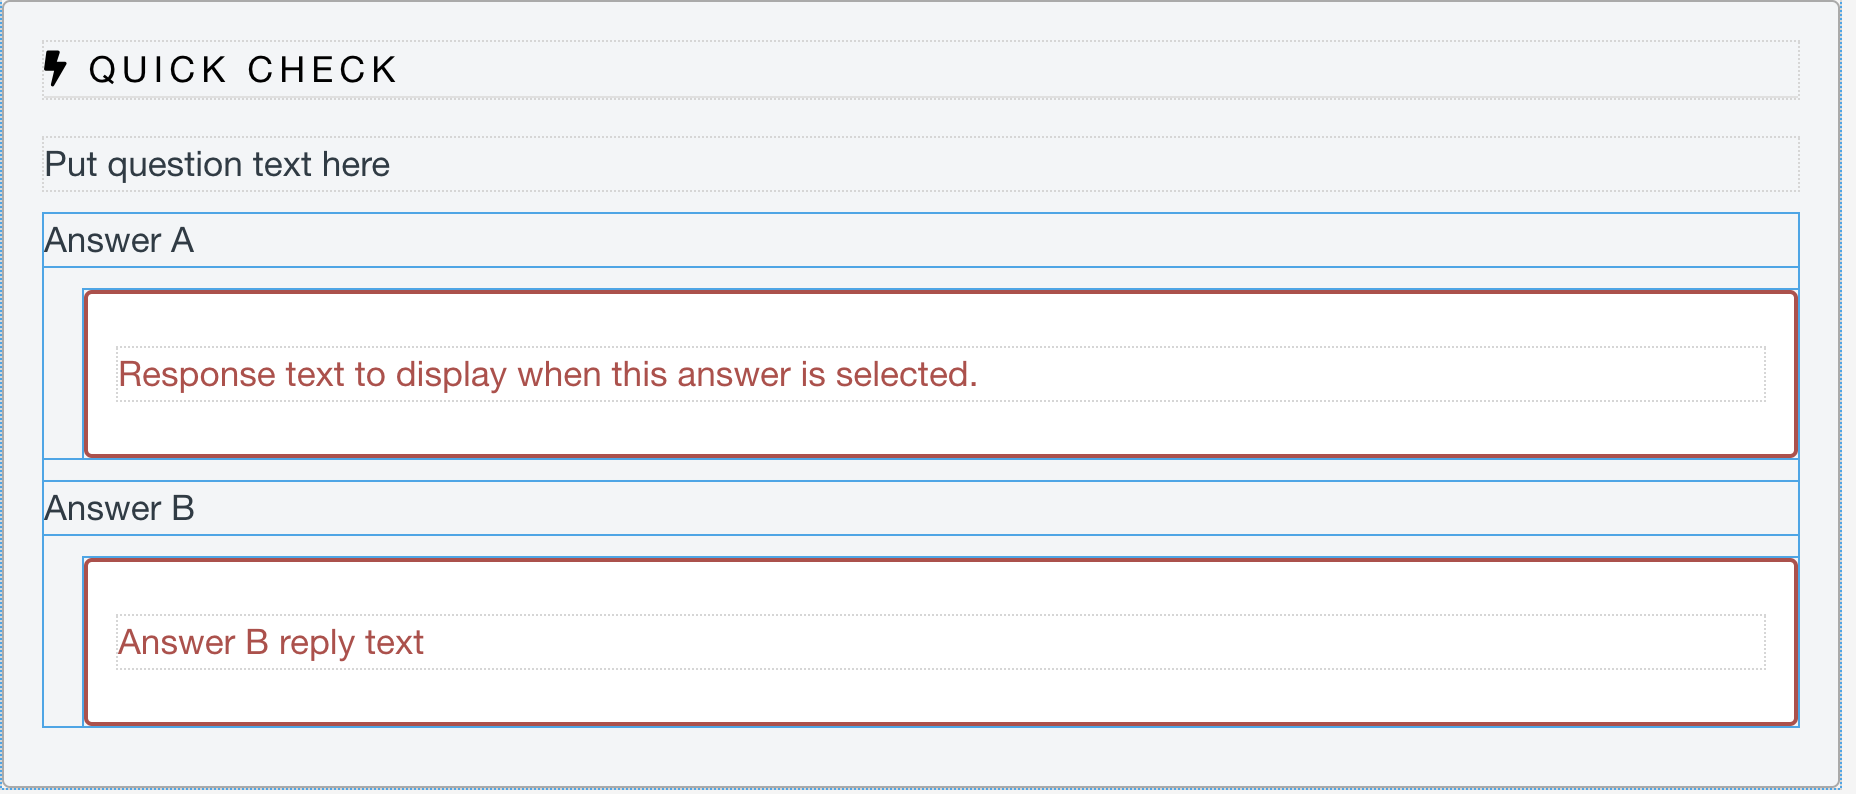 QUICK CHECK
Put question text here
Answer A
Response text to display when this answer is selected.
Answer B
Answer B reply text